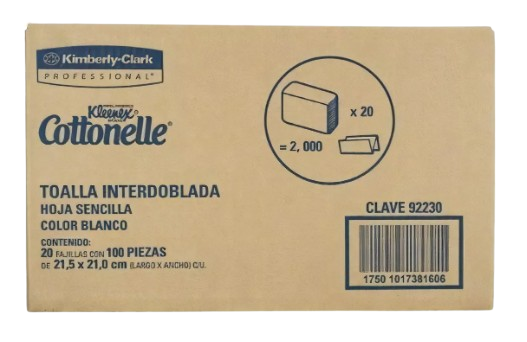 Kimberly-Clark
PROFESSIONAL*
Kleenex®
Cottonelle®
x 20
= 2, 000
TOALLA INTERDOBLADA
HOJA SENCILLA
COLOR BLANCO
CONTENIDO:
20 FAJILLAS CON 100 PIEZAS
DE 21,5 x 21,0 cm (LARGO X ANCHO) C/U.
CLAVE 92230
1750 1017381606